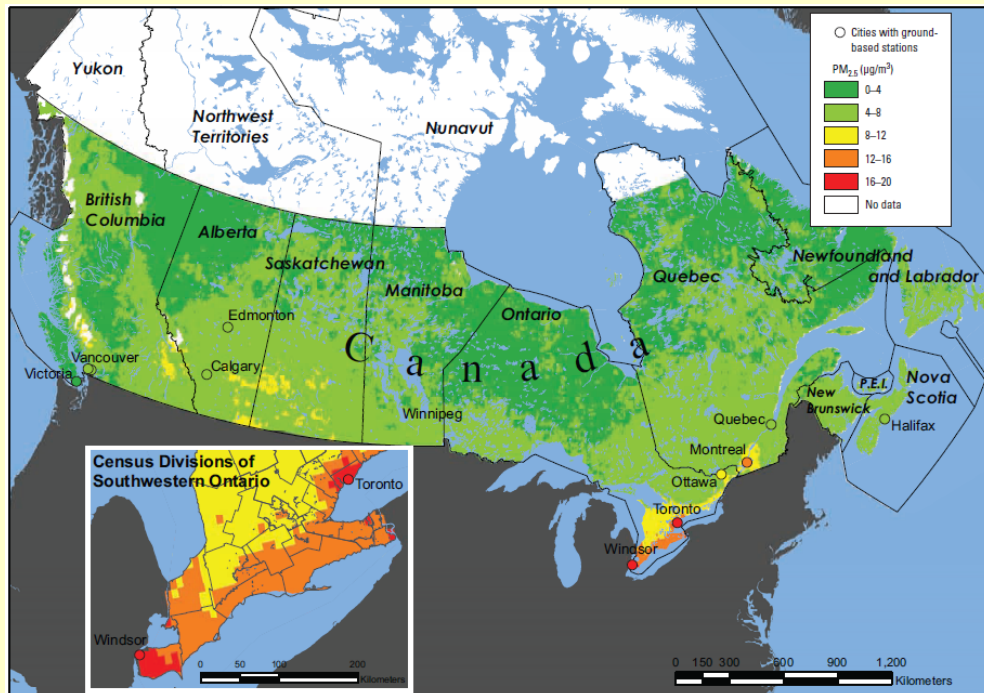 Yukon
Northwest
Territories
Nunavut
British
Columbia
Alberta
Saskatchewan
Manitoba
Ontario
Quebec
Newfoundland
and Labrador
Canada
Edmonton
Calgary
Vancouver
Victoria
Winnipeg
Quebec
Montreal
Ottawa
Toronto
Windsor
New
Brunswick
P.E.I.
Nova
Scotia
Halifax
Cities with ground-
based stations
PM2.5 (µg/m³)
0–4
4–8
8–12
12–16
16–20
No data
Census Divisions of
Southwestern Ontario
Toronto
Windsor
0 50 100 200
Kilometers
0 150 300 600 900 1,200
Kilometers